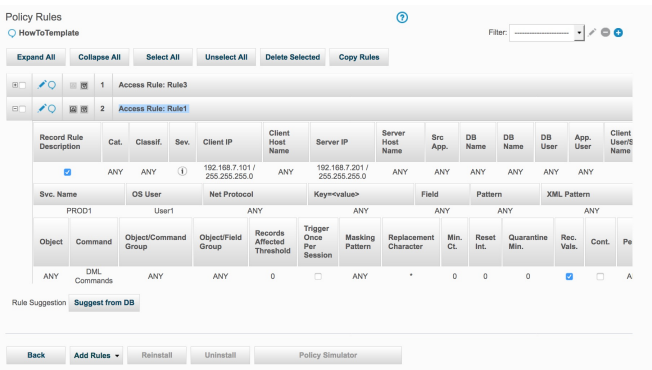 Policy Rules
HowToTemplate
Filter: --------------------
Expand All Collapse All Select All Unselect All Delete Selected Copy Rules
1 Access Rule: Rule3
2 Access Rule: Rule1
Record Rule Description Cat. Classif. Sev. Client IP Client Host Name Server IP Server Host Name Src App. DB Name DB Name DB User App. User Client User/S Name
ANY ANY 192.168.7.101 / 255.255.255.0 ANY 192.168.7.201 / 255.255.255.0 ANY ANY ANY ANY ANY ANY
Svc. Name OS User Net Protocol Key=<value> Field Pattern XML Pattern
PROD1 User1 ANY ANY ANY ANY ANY
Object Command Object/Command Group Object/Field Group Records Affected Threshold Trigger Once Per Session Masking Pattern Replacement Character Min. Ct. Reset Int. Quarantine Min. Rec. Vals. Cont. Pe
ANY DML Commands ANY ANY 0 ANY * 0 0 0 A
Rule Suggestion Suggest from DB
Back Add Rules Reinstall Uninstall Policy Simulator